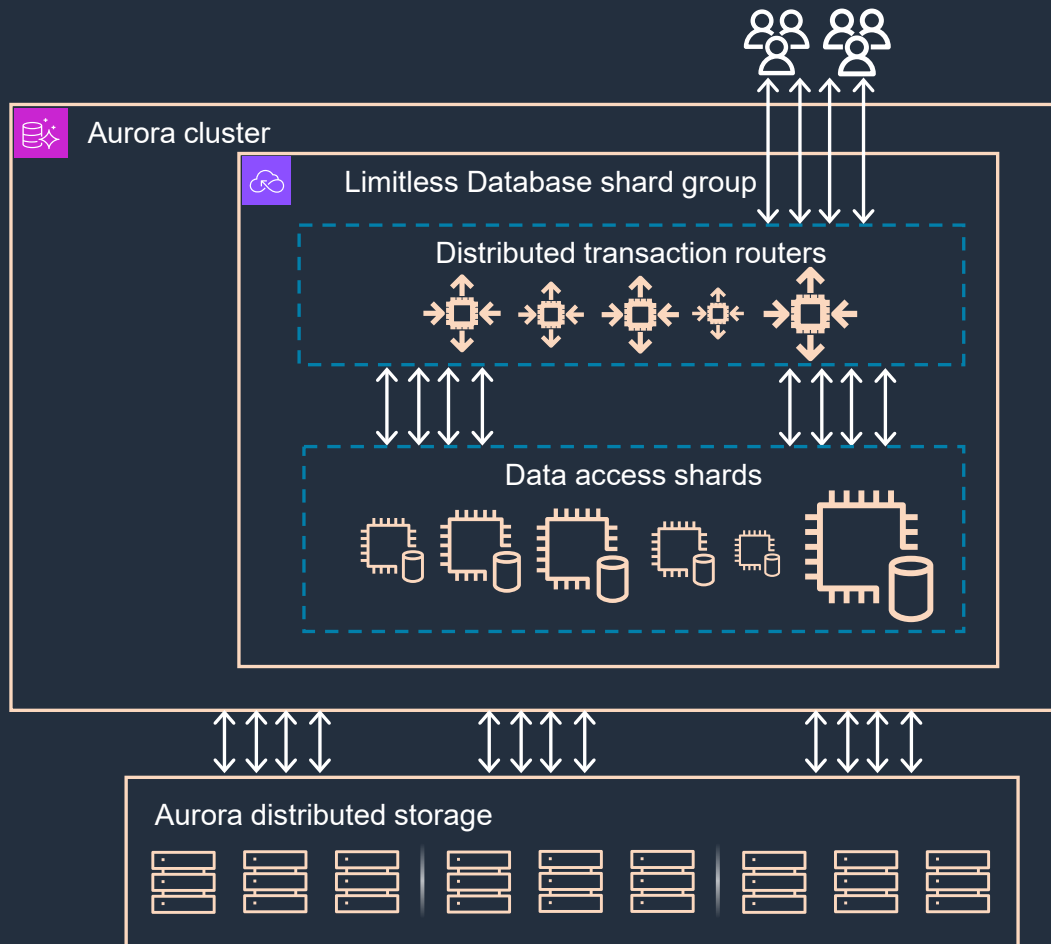 Aurora cluster
Limitless Database shard group
Distributed transaction routers
Data access shards
Aurora distributed storage